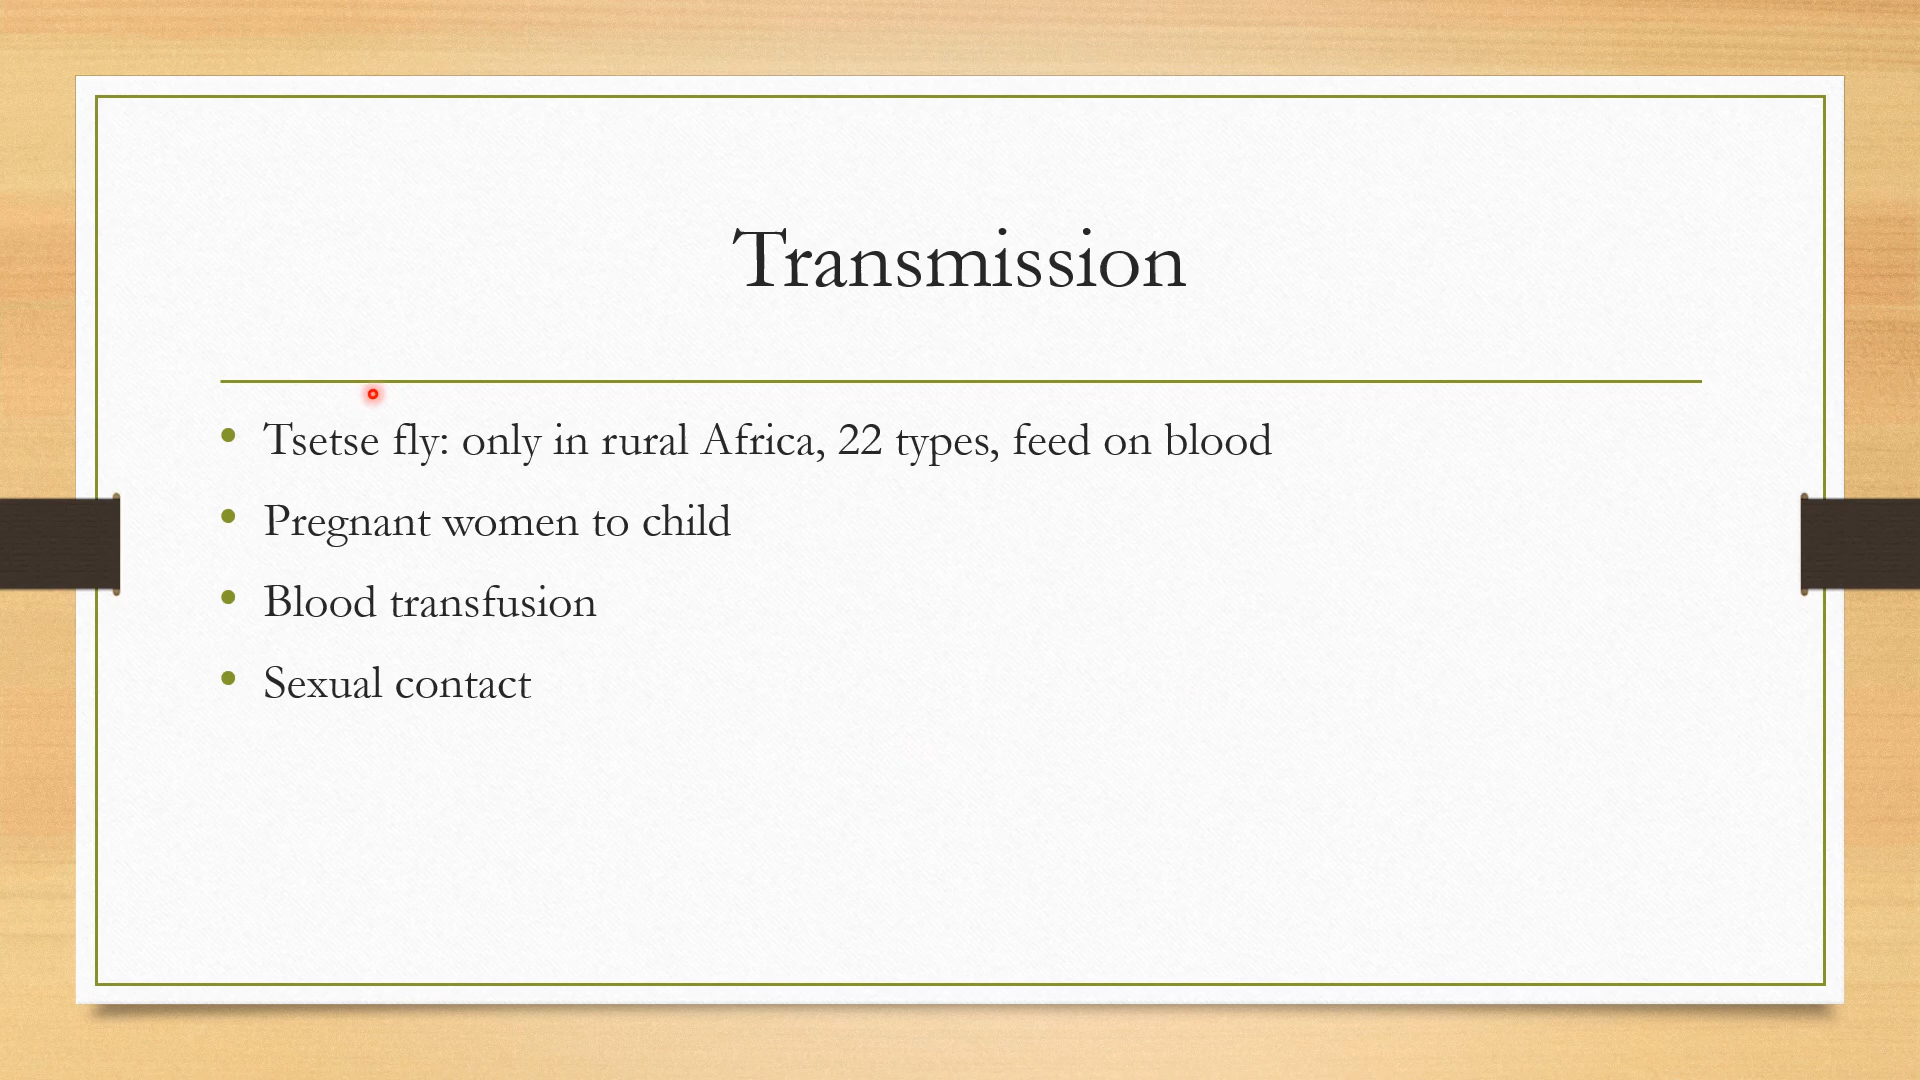 Transmission
• Tsetse fly: only in rural Africa, 22 types, feed on blood
• Pregnant women to child
• Blood transfusion
• Sexual contact